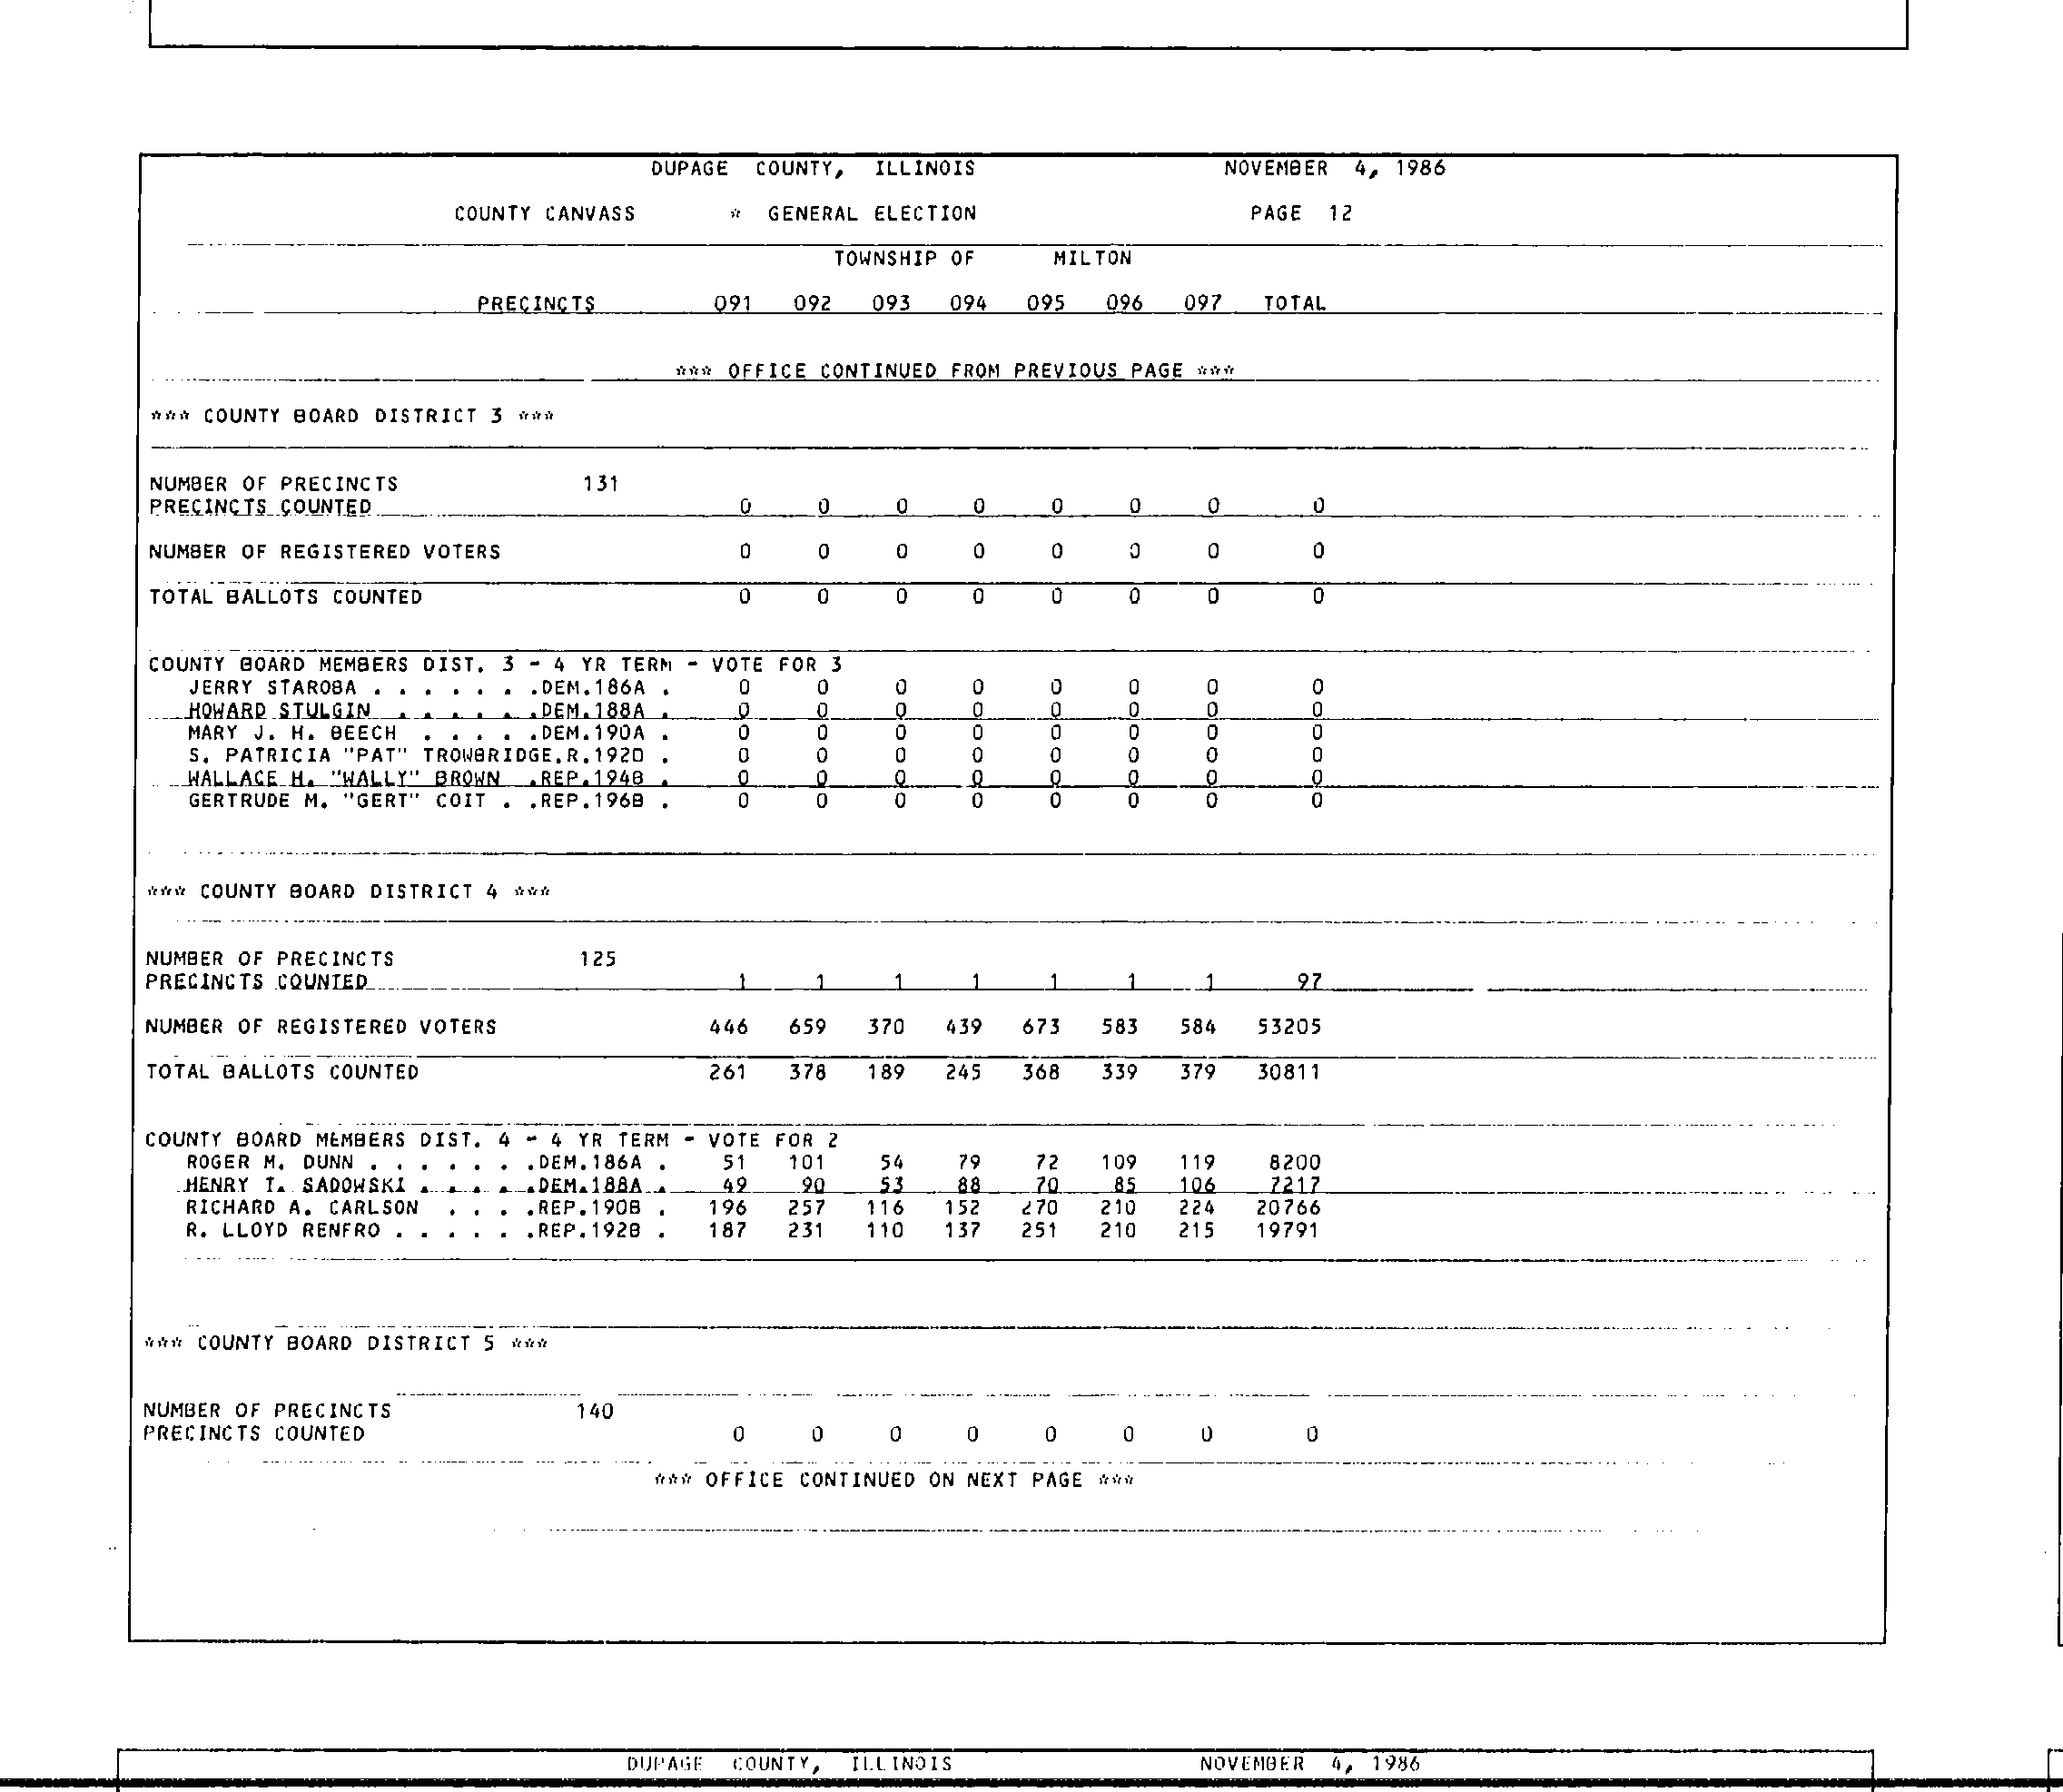 DUPAGE COUNTY, ILLINOIS NOVEMBER 4, 1986
COUNTY CANVASS * GENERAL ELECTION PAGE 12
TOWNSHIP OF MILTON
PRECINCTS 091 092 093 094 095 096 097 TOTAL
*** OFFICE CONTINUED FROM PREVIOUS PAGE ***
*** COUNTY BOARD DISTRICT 3 ***
NUMBER OF PRECINCTS 131
PRECINCTS COUNTED 0 0 0 0 0 0 0 0
NUMBER OF REGISTERED VOTERS 0 0 0 0 0 0 0 0
TOTAL BALLOTS COUNTED 0 0 0 0 0 0 0 0
COUNTY BOARD MEMBERS DIST. 3 - 4 YR TERM - VOTE FOR 3
JERRY STAROBA . . . . . . .DEM.186A . 0 0 0 0 0 0 0 0
HOWARD STULGIN . . . . . .DEM.188A . 0 0 0 0 0 0 0 0
MARY J. H. BEECH . . . . .DEM.190A . 0 0 0 0 0 0 0 0
S. PATRICIA "PAT" TROWBRIDGE.R.192D . 0 0 0 0 0 0 0 0
WALLACE H. "WALLY" BROWN .REP.194B . 0 0 0 0 0 0 0 0
GERTRUDE M. "GERT" COIT . .REP.196B . 0 0 0 0 0 0 0 0
*** COUNTY BOARD DISTRICT 4 ***
NUMBER OF PRECINCTS 125
PRECINCTS COUNTED 1 1 1 1 1 1 1 97
NUMBER OF REGISTERED VOTERS 446 659 370 439 673 583 584 53205
TOTAL BALLOTS COUNTED 261 378 189 245 368 339 379 30811
COUNTY BOARD MEMBERS DIST. 4 - 4 YR TERM - VOTE FOR 2
ROGER M. DUNN . . . . . . .DEM.186A . 51 101 54 79 72 109 119 8200
HENRY T. SADOWSKI . . . . .DEM.188A . 49 90 53 88 70 85 106 7217
RICHARD A. CARLSON . . . .REP.190B . 196 257 116 152 270 210 224 20766
R. LLOYD RENFRO . . . . . .REP.192B . 187 231 110 137 251 210 215 19791
*** COUNTY BOARD DISTRICT 5 ***
NUMBER OF PRECINCTS 140
PRECINCTS COUNTED 0 0 0 0 0 0 0 0
*** OFFICE CONTINUED ON NEXT PAGE ***
DUPAGE COUNTY, ILLINOIS NOVEMBER 4, 1986